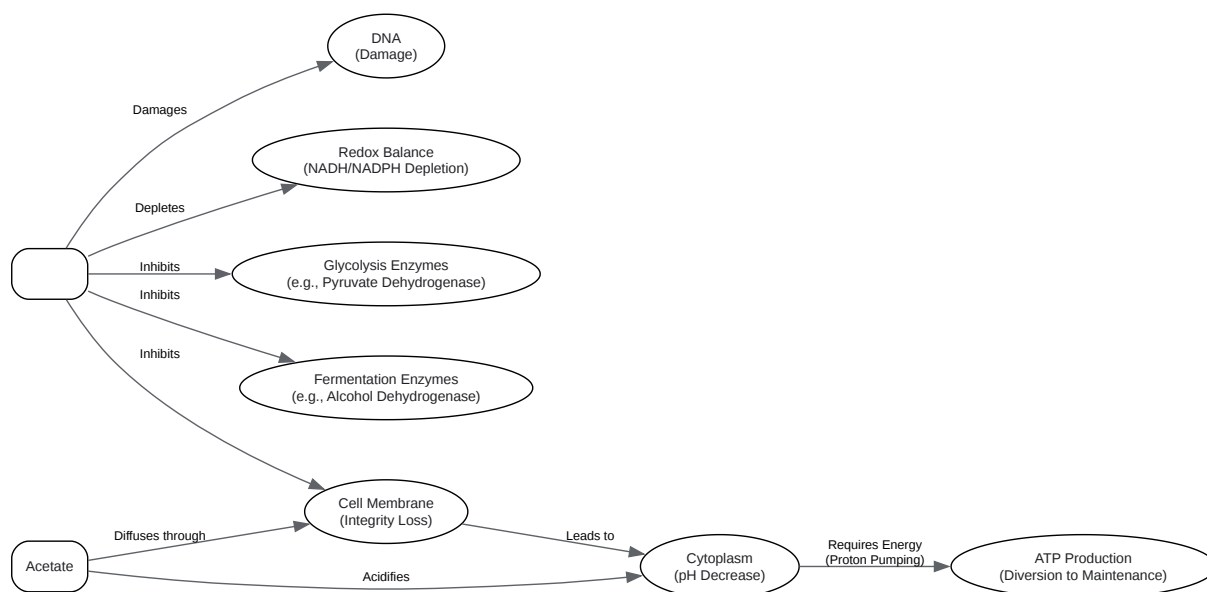 DNA
(Damage)
Damages
Redox Balance
(NADH/NADPH Depletion)
Depletes
Inhibits
Glycolysis Enzymes
(e.g., Pyruvate Dehydrogenase)
Inhibits
Inhibits
Fermentation Enzymes
(e.g., Alcohol Dehydrogenase)
Cell Membrane
(Integrity Loss)
Diffuses through
Leads to
Acetate
Acidifies
Cytoplasm
(pH Decrease)
Requires Energy
(Proton Pumping)
ATP Production
(Diversion to Maintenance)